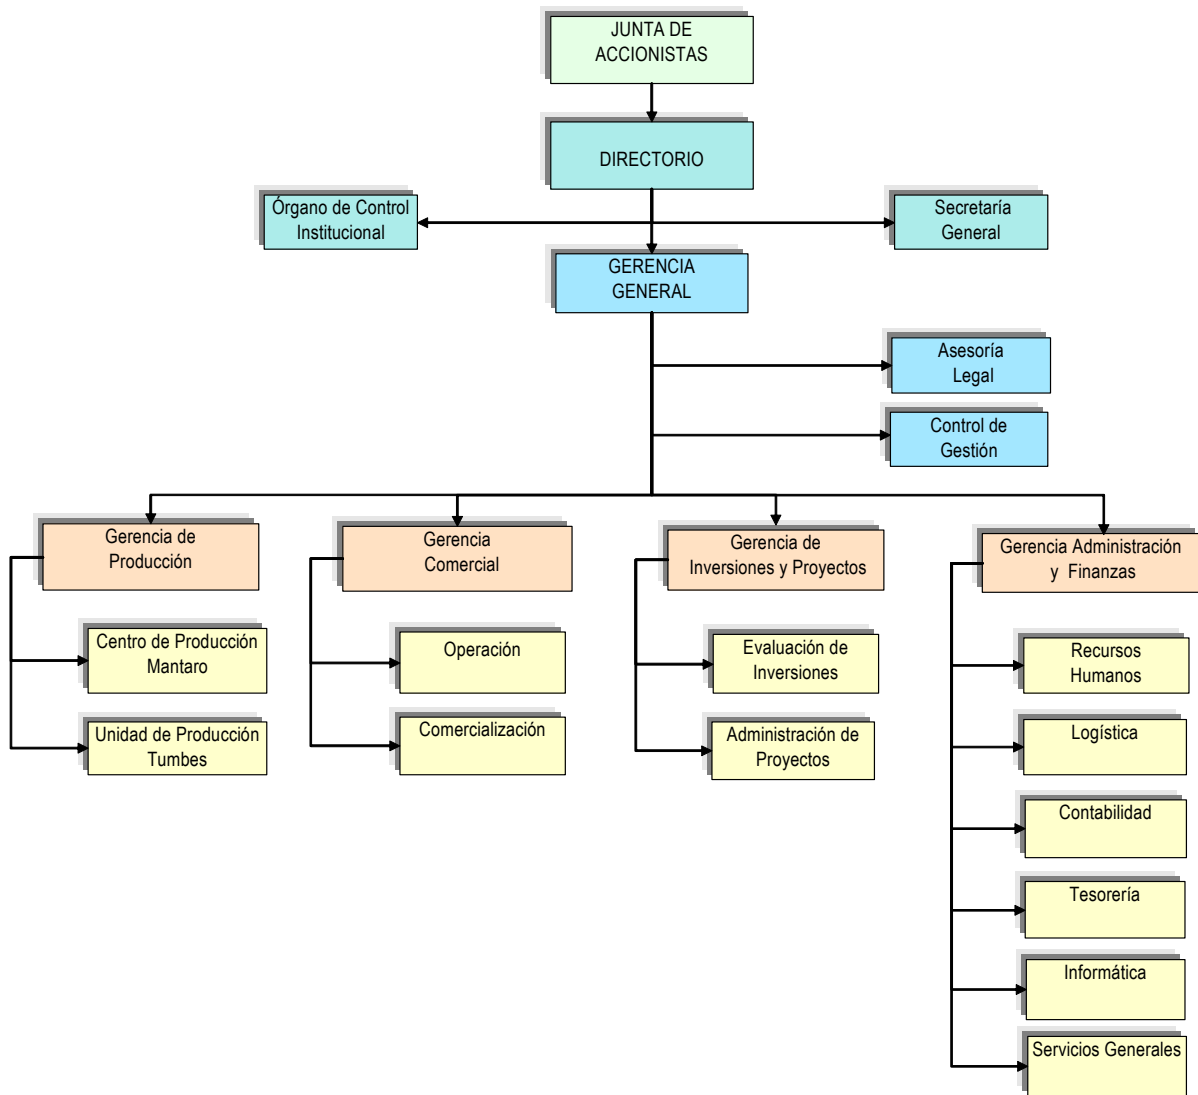 JUNTA DE
ACCIONISTAS
DIRECTORIO
Órgano de Control
Institucional
Secretaría
General
GERENCIA
GENERAL
Asesoría
Legal
Control de
Gestión
Gerencia de
Producción
Gerencia
Comercial
Gerencia de
Inversiones y Proyectos
Gerencia Administración
y Finanzas
Centro de Producción
Mantaro
Unidad de Producción
Tumbes
Operación
Comercialización
Evaluación de
Inversiones
Administración de
Proyectos
Recursos
Humanos
Logística
Contabilidad
Tesorería
Informática
Servicios Generales